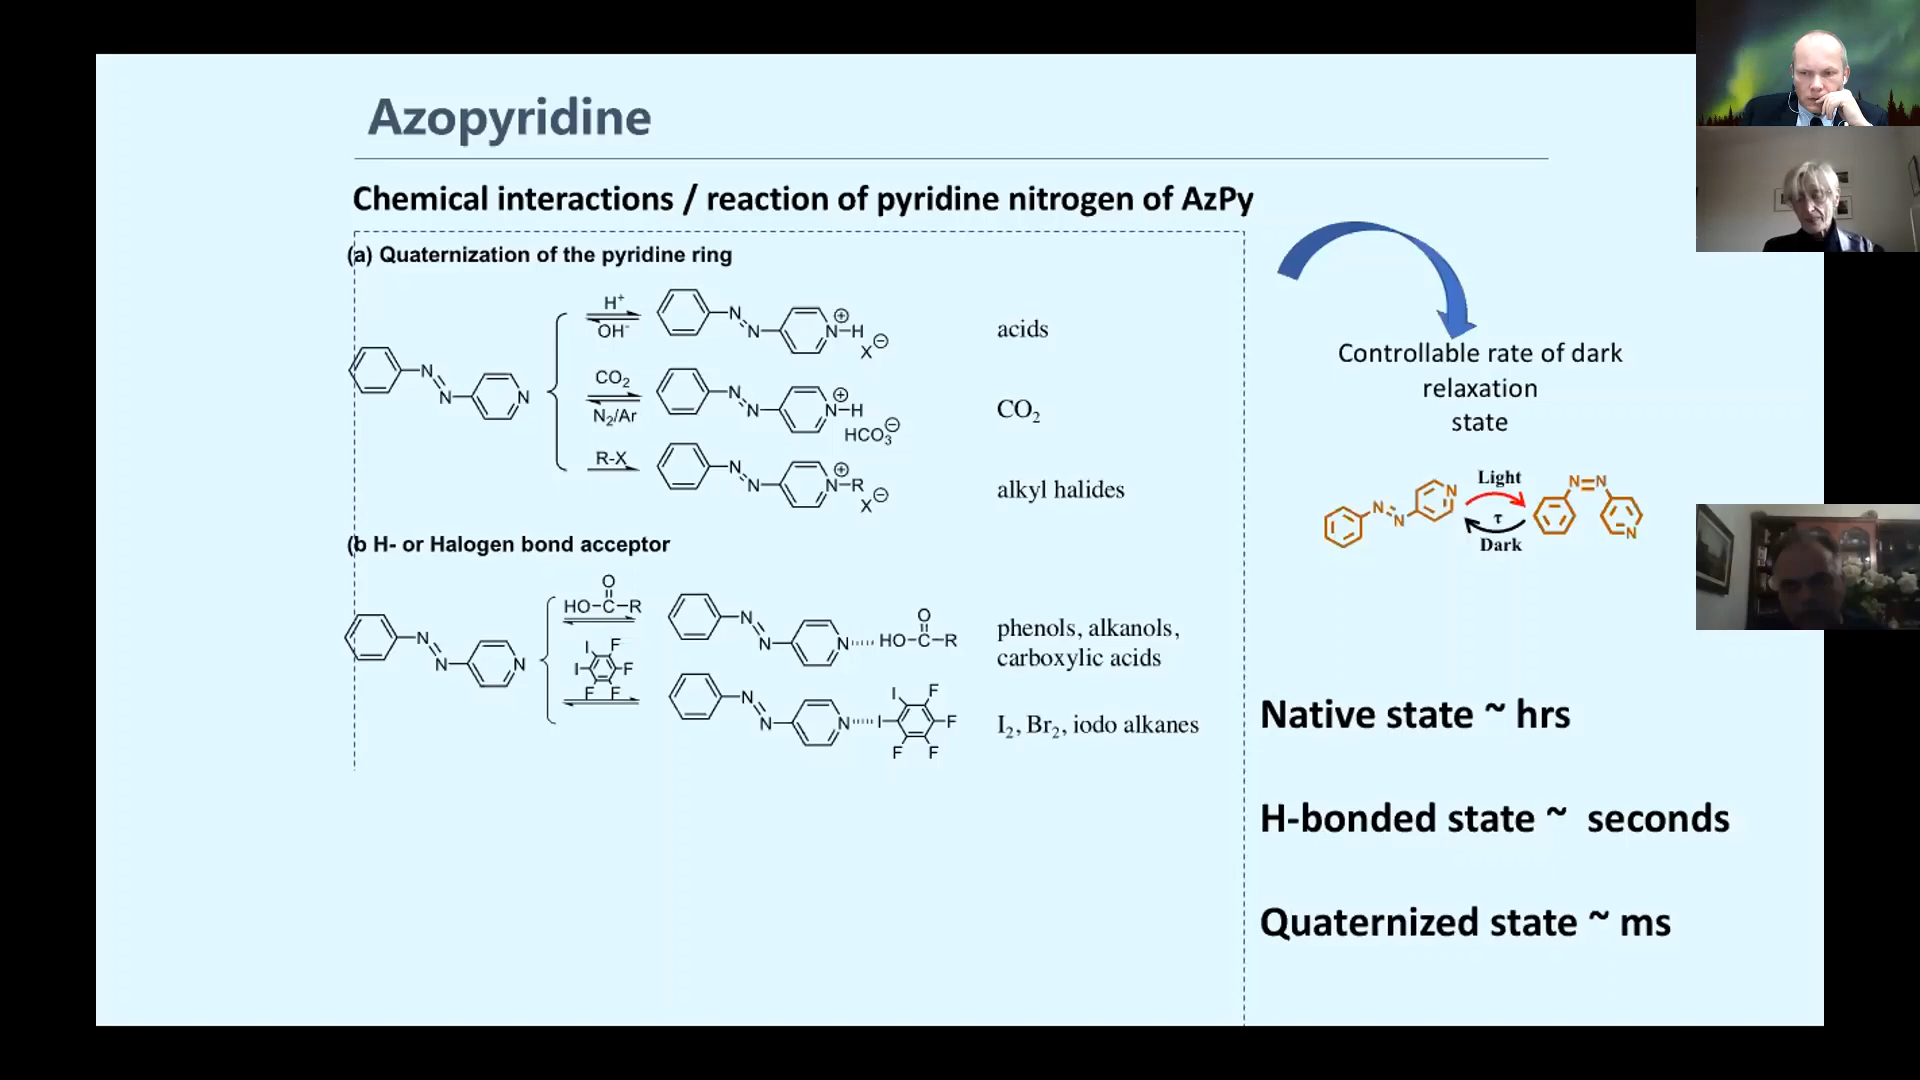 Azopyridine
Chemical interactions / reaction of pyridine nitrogen of AzPy
(a) Quaternization of the pyridine ring
N
N
N
H⁺
OH⁻
N
N
N–H
⊕
X⊖
acids
CO₂
N₂/Ar
N
N
N–H
⊕
HCO₃⊖
CO₂
R-X
N
N
N–R
⊕
X⊖
alkyl halides
(b H- or Halogen bond acceptor
N
N
N
O
HO–C–R
N
N
N
HO–C–R
O
phenols, alkanols,
carboxylic acids
I
F
I
F
F
F
N
N
N
I
I
F
F
F
F
I₂, Br₂, iodo alkanes
Controllable rate of dark
relaxation
state
N
N
N
Light
τ
Dark
N=N
N
Native state ~ hrs
H-bonded state ~ seconds
Quaternized state ~ ms